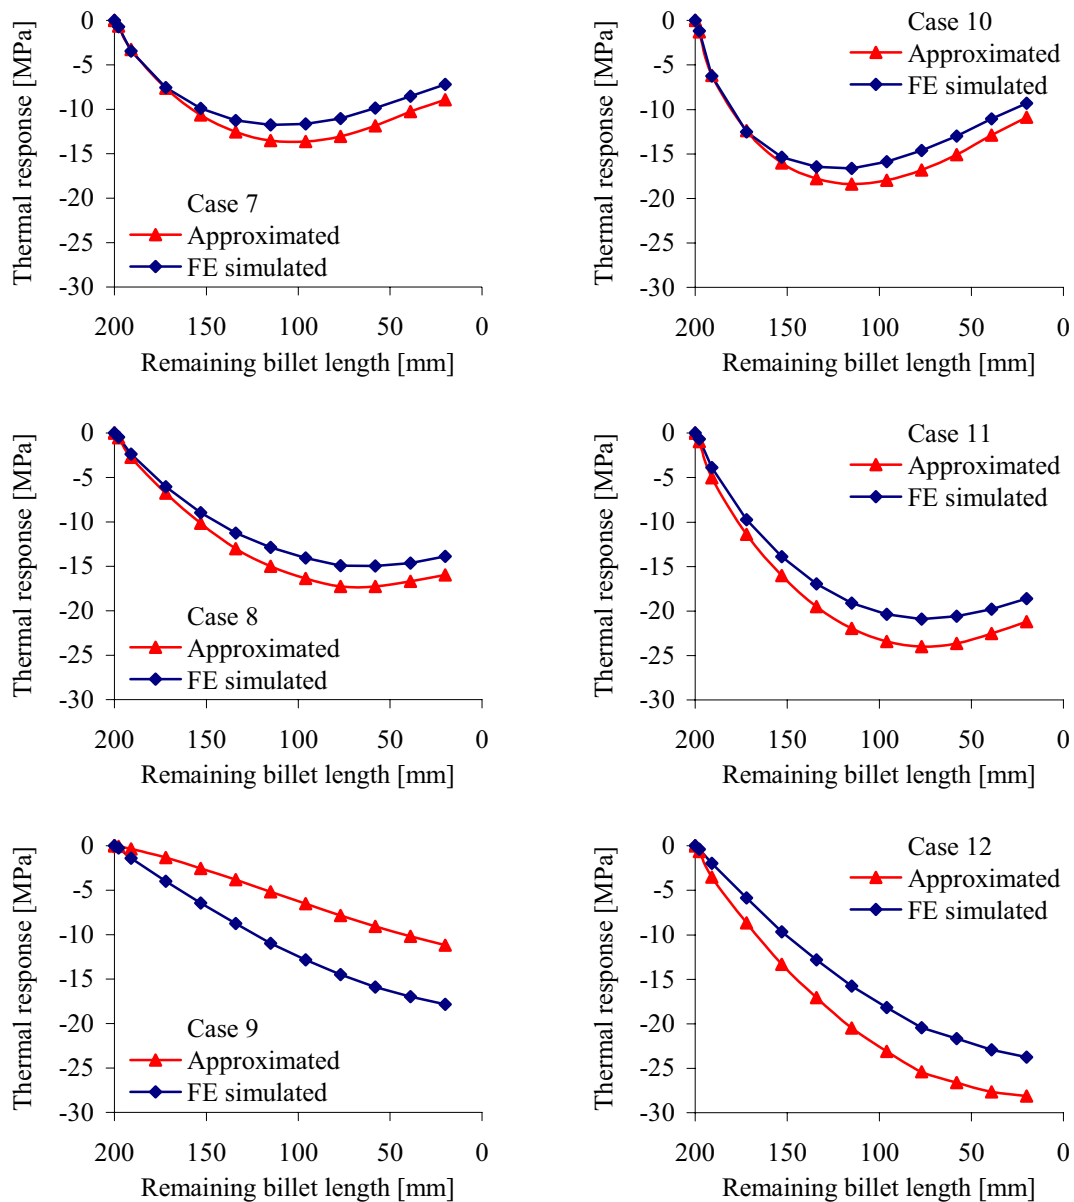 Thermal response [MPa]
0
-5
-10
-15
-20
-25
-30
Case 7
Approximated
FE simulated
200 150 100 50 0
Remaining billet length [mm]
Thermal response [MPa]
0
-5
-10
-15
-20
-25
-30
Case 10
Approximated
FE simulated
200 150 100 50 0
Remaining billet length [mm]
Thermal response [MPa]
0
-5
-10
-15
-20
-25
-30
Case 8
Approximated
FE simulated
200 150 100 50 0
Remaining billet length [mm]
Thermal response [MPa]
0
-5
-10
-15
-20
-25
-30
Case 11
Approximated
FE simulated
200 150 100 50 0
Remaining billet length [mm]
Thermal response [MPa]
0
-5
-10
-15
-20
-25
-30
Case 9
Approximated
FE simulated
200 150 100 50 0
Remaining billet length [mm]
Thermal response [MPa]
0
-5
-10
-15
-20
-25
-30
Case 12
Approximated
FE simulated
200 150 100 50 0
Remaining billet length [mm]